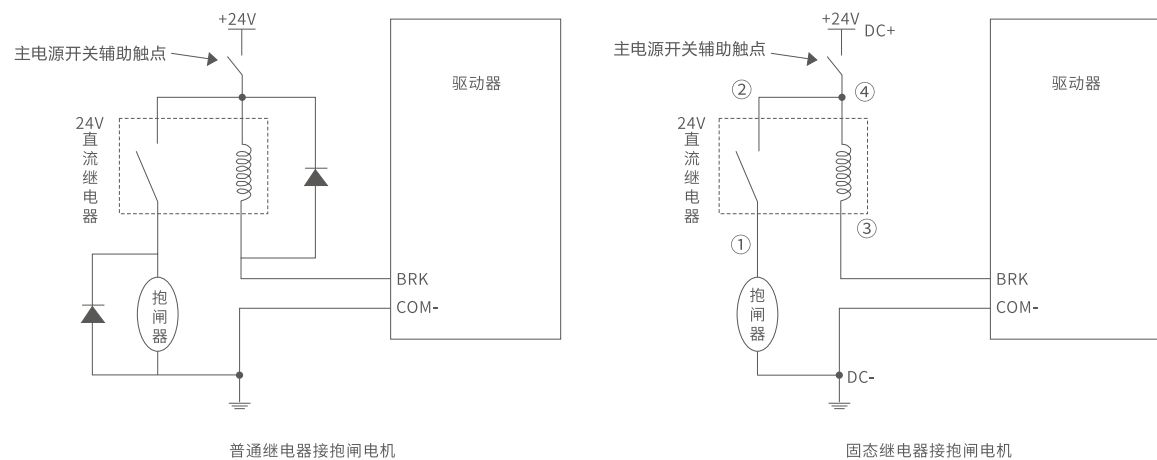 +24V
主电源开关辅助触点
24V
直流继电器
抱闸器
驱动器
BRK
COM-
普通继电器接抱闸电机
+24V
DC+
主电源开关辅助触点
②
④
24V
直流继电器
③
①
抱闸器
驱动器
BRK
COM-
DC-
固态继电器接抱闸电机